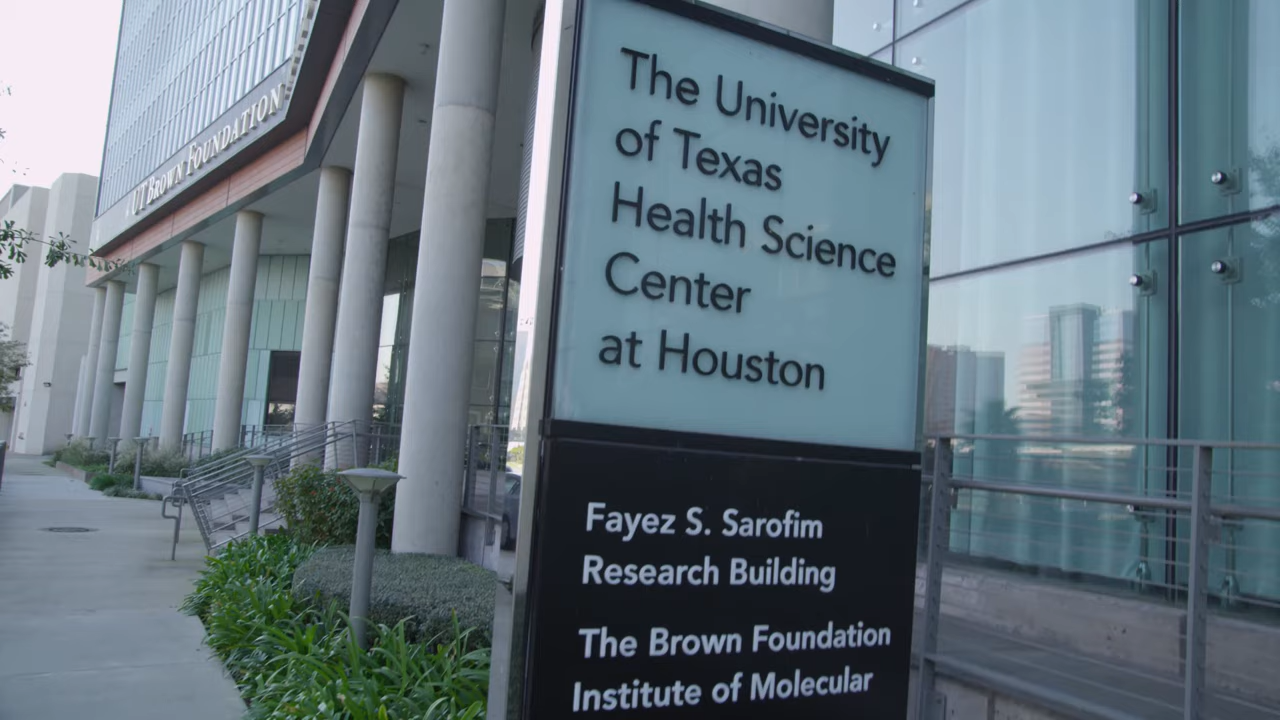 UT BROWN FOUNDATION
The University
of Texas
Health Science
Center
at Houston
Fayez S. Sarofim
Research Building
The Brown Foundation
Institute of Molecular